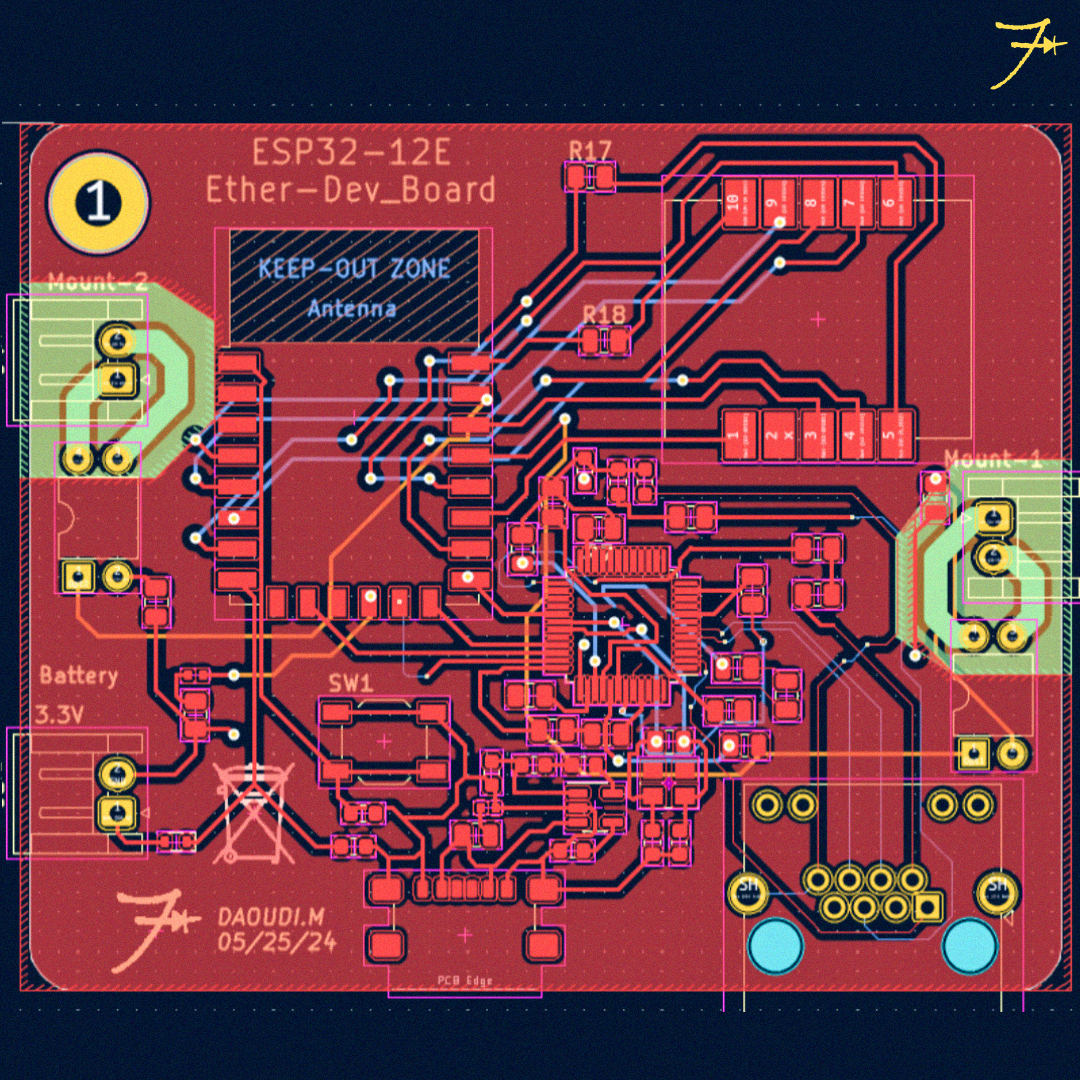 ESP32-12E
Ether-Dev_Board
R17
1
10
9
8
7
6
KEEP-OUT ZONE
Antenna
Mount-2
R18
1
2 x
3
4
5
Mount-1
Battery
3.3V
SW1
SH
SH
DAOUDI.M
05/25/24
PCB Edge